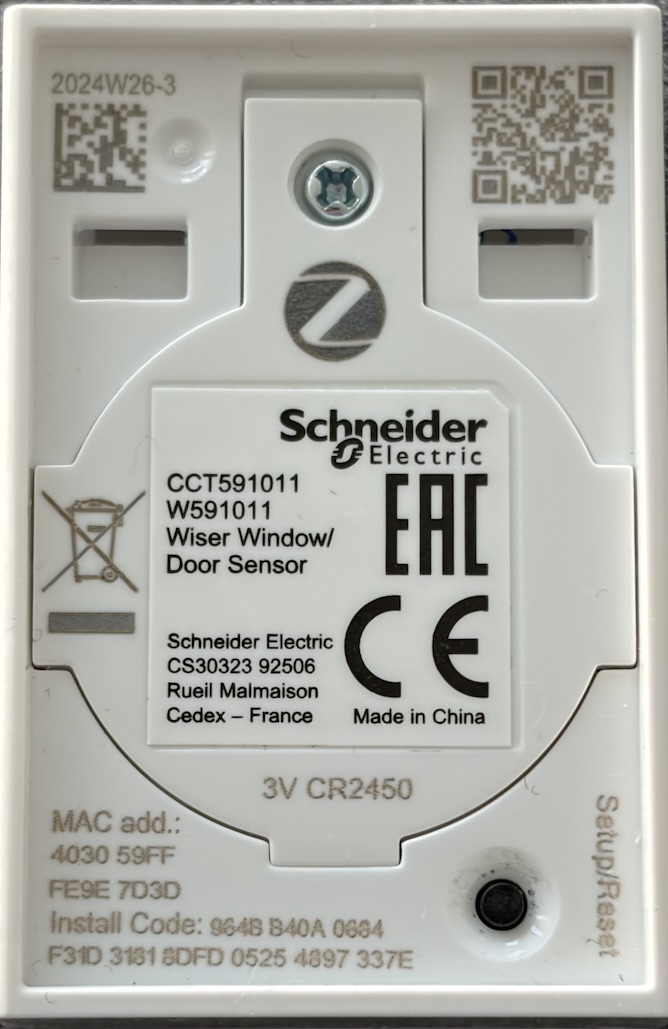 2024W26-3
Z
Schneider
Electric
CCT591011
W591011
Wiser Window/
Door Sensor
EAC
Schneider Electric
CS30323 92506
Rueil Malmaison
Cedex – France
CE
Made in China
3V CR2450
MAC add.:
4030 59FF
FE9E 7D3D
Install Code: 964B B40A 0664
F31D 3181 8DFD 0525 4897 337E
Setup/Reset